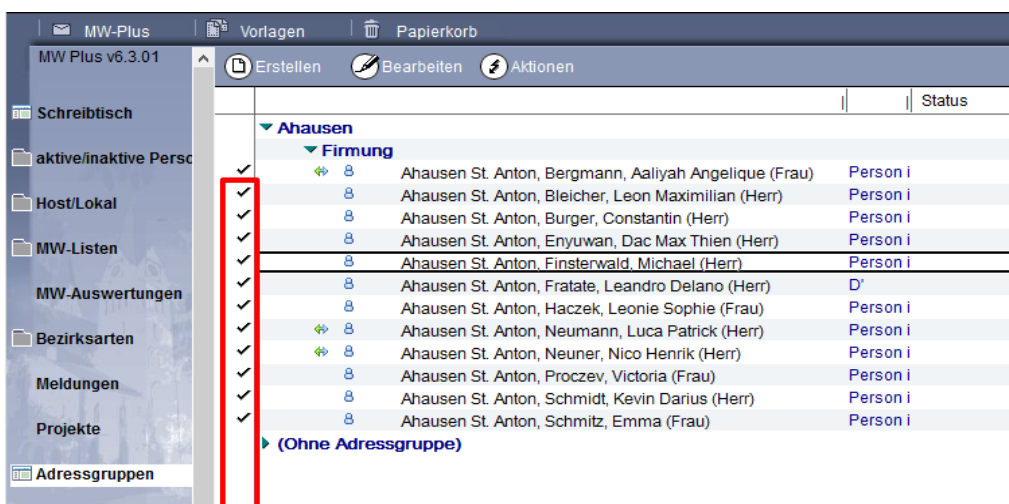 MW-Plus Vorlagen Papierkorb
MW Plus v6.3.01
Erstellen Bearbeiten Aktionen
Status
Schreibtisch
aktive/inaktive Perso
Host/Lokal
MW-Listen
MW-Auswertungen
Bezirksarten
Meldungen
Projekte
Adressgruppen
Ahausen
Firmung
Ahausen St. Anton, Bergmann, Aaliyah Angelique (Frau) Person i
Ahausen St. Anton, Bleicher, Leon Maximilian (Herr) Person i
Ahausen St. Anton, Burger, Constantin (Herr) Person i
Ahausen St. Anton, Enyuwan, Dac Max Thien (Herr) Person i
Ahausen St. Anton, Finsterwald, Michael (Herr) Person i
Ahausen St. Anton, Fratate, Leandro Delano (Herr) D'
Ahausen St. Anton, Haczek, Leonie Sophie (Frau) Person i
Ahausen St. Anton, Neumann, Luca Patrick (Herr) Person i
Ahausen St. Anton, Neuner, Nico Henrik (Herr) Person i
Ahausen St. Anton, Proczev, Victoria (Frau) Person i
Ahausen St. Anton, Schmidt, Kevin Darius (Herr) Person i
Ahausen St. Anton, Schmitz, Emma (Frau) Person i
(Ohne Adressgruppe)